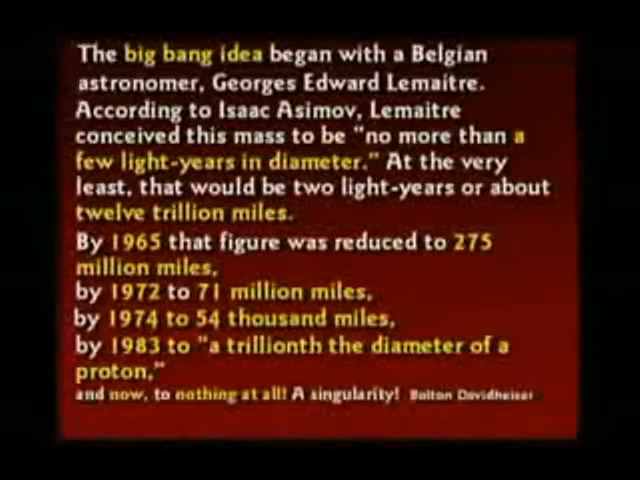 The big bang idea began with a Belgian
astronomer, Georges Edward Lemaitre.
According to Isaac Asimov, Lemaitre
conceived this mass to be "no more than a
few light-years in diameter." At the very
least, that would be two light-years or about
twelve trillion miles.
By 1965 that figure was reduced to 275
million miles,
by 1972 to 71 million miles,
by 1974 to 54 thousand miles,
by 1983 to "a trillionth the diameter of a
proton,"
and now, to nothing at all! A singularity! Bolton Davidheiser